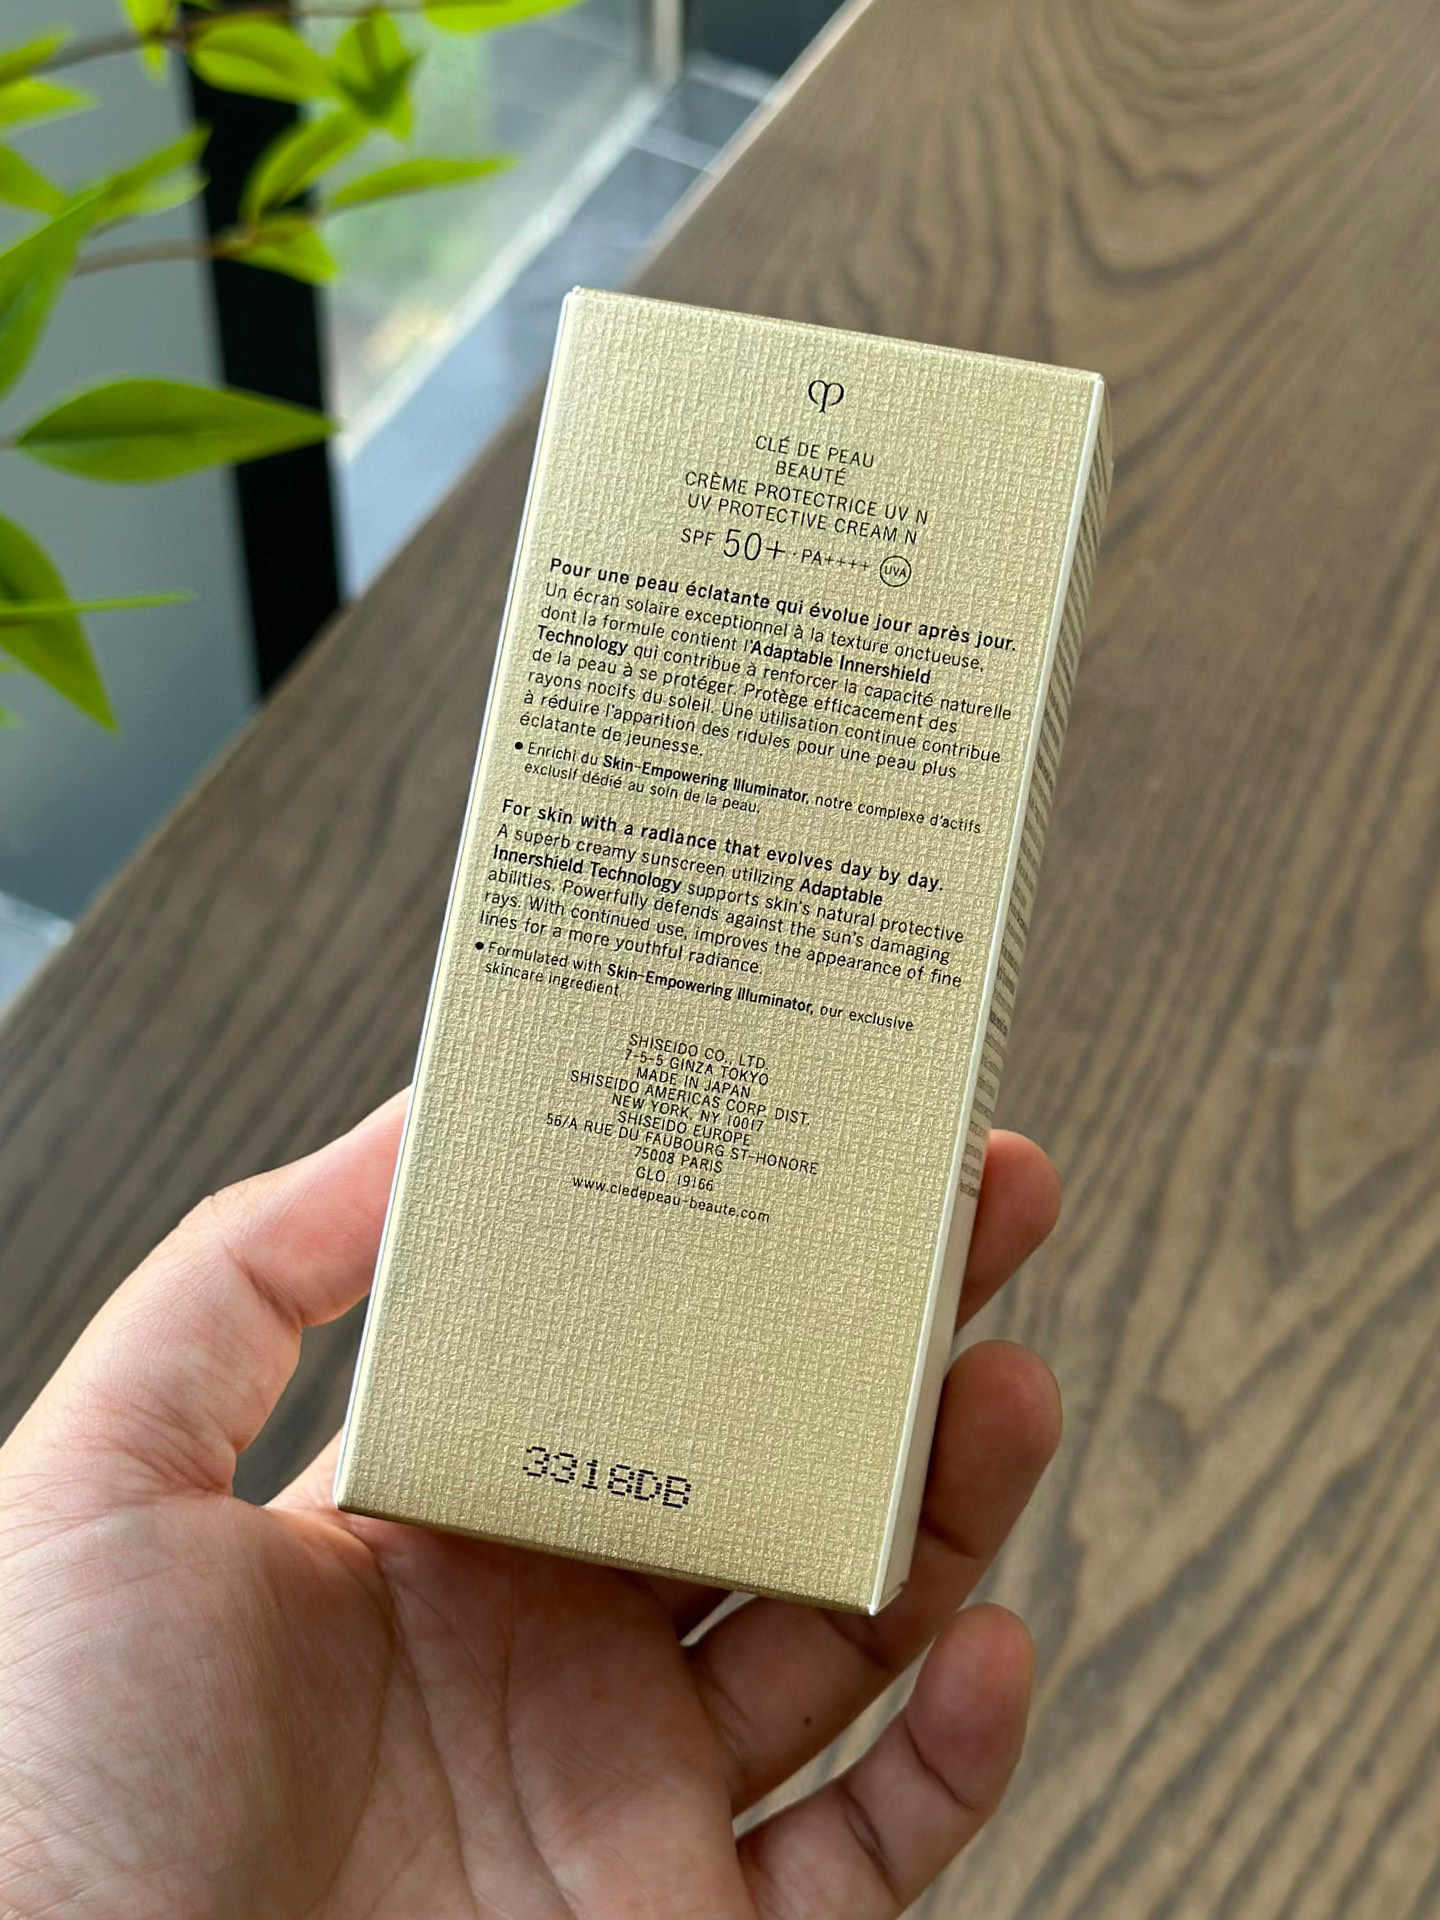 CLÉ DE PEAU
BEAUTÉ
CRÈME PROTECTRICE UV N
UV PROTECTIVE CREAM N
SPF 50+・PA++++ UVA
Pour une peau éclatante qui évolue jour après jour.
Un écran solaire exceptionnel à la texture onctueuse,
dont la formule contient l'Adaptable Innershield
Technology qui contribue à renforcer la capacité naturelle
de la peau à se protéger. Protège efficacement des
rayons nocifs du soleil. Une utilisation continue contribue
à réduire l'apparition des ridules pour une peau plus
éclatante de jeunesse.
● Enrichi du Skin-Empowering Illuminator, notre complexe d'actifs
exclusif dédié au soin de la peau.
For skin with a radiance that evolves day by day.
A superb creamy sunscreen utilizing Adaptable
Innershield Technology supports skin's natural protective
abilities. Powerfully defends against the sun's damaging
rays. With continued use, improves the appearance of fine
lines for a more youthful radiance.
● Formulated with Skin-Empowering Illuminator, our exclusive
skincare ingredient.
SHISEIDO CO., LTD.
7-5-5 GINZA TOKYO
MADE IN JAPAN
SHISEIDO AMERICAS CORP. DIST.
NEW YORK, NY 10017
SHISEIDO EUROPE
56/A RUE DU FAUBOURG ST-HONORE
75008 PARIS
GLO. 19166
www.cledepeau-beaute.com
3318DB